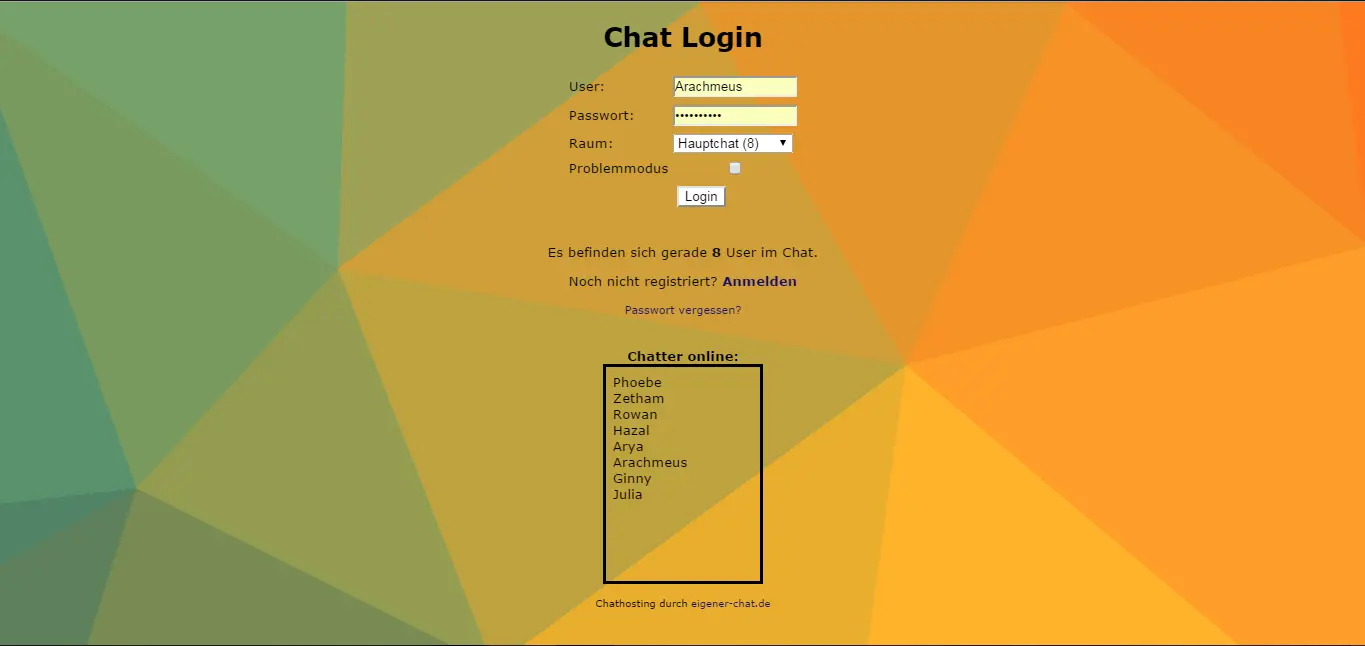 Chat Login
User: Arachmeus
Passwort: ••••••••••
Raum: Hauptchat (8)
Problemmodus
Login
Es befinden sich gerade 8 User im Chat.
Noch nicht registriert? Anmelden
Passwort vergessen?
Chatter online:
Phoebe
Zetham
Rowan
Hazal
Arya
Arachmeus
Ginny
Julia
Chathosting durch eigener-chat.de